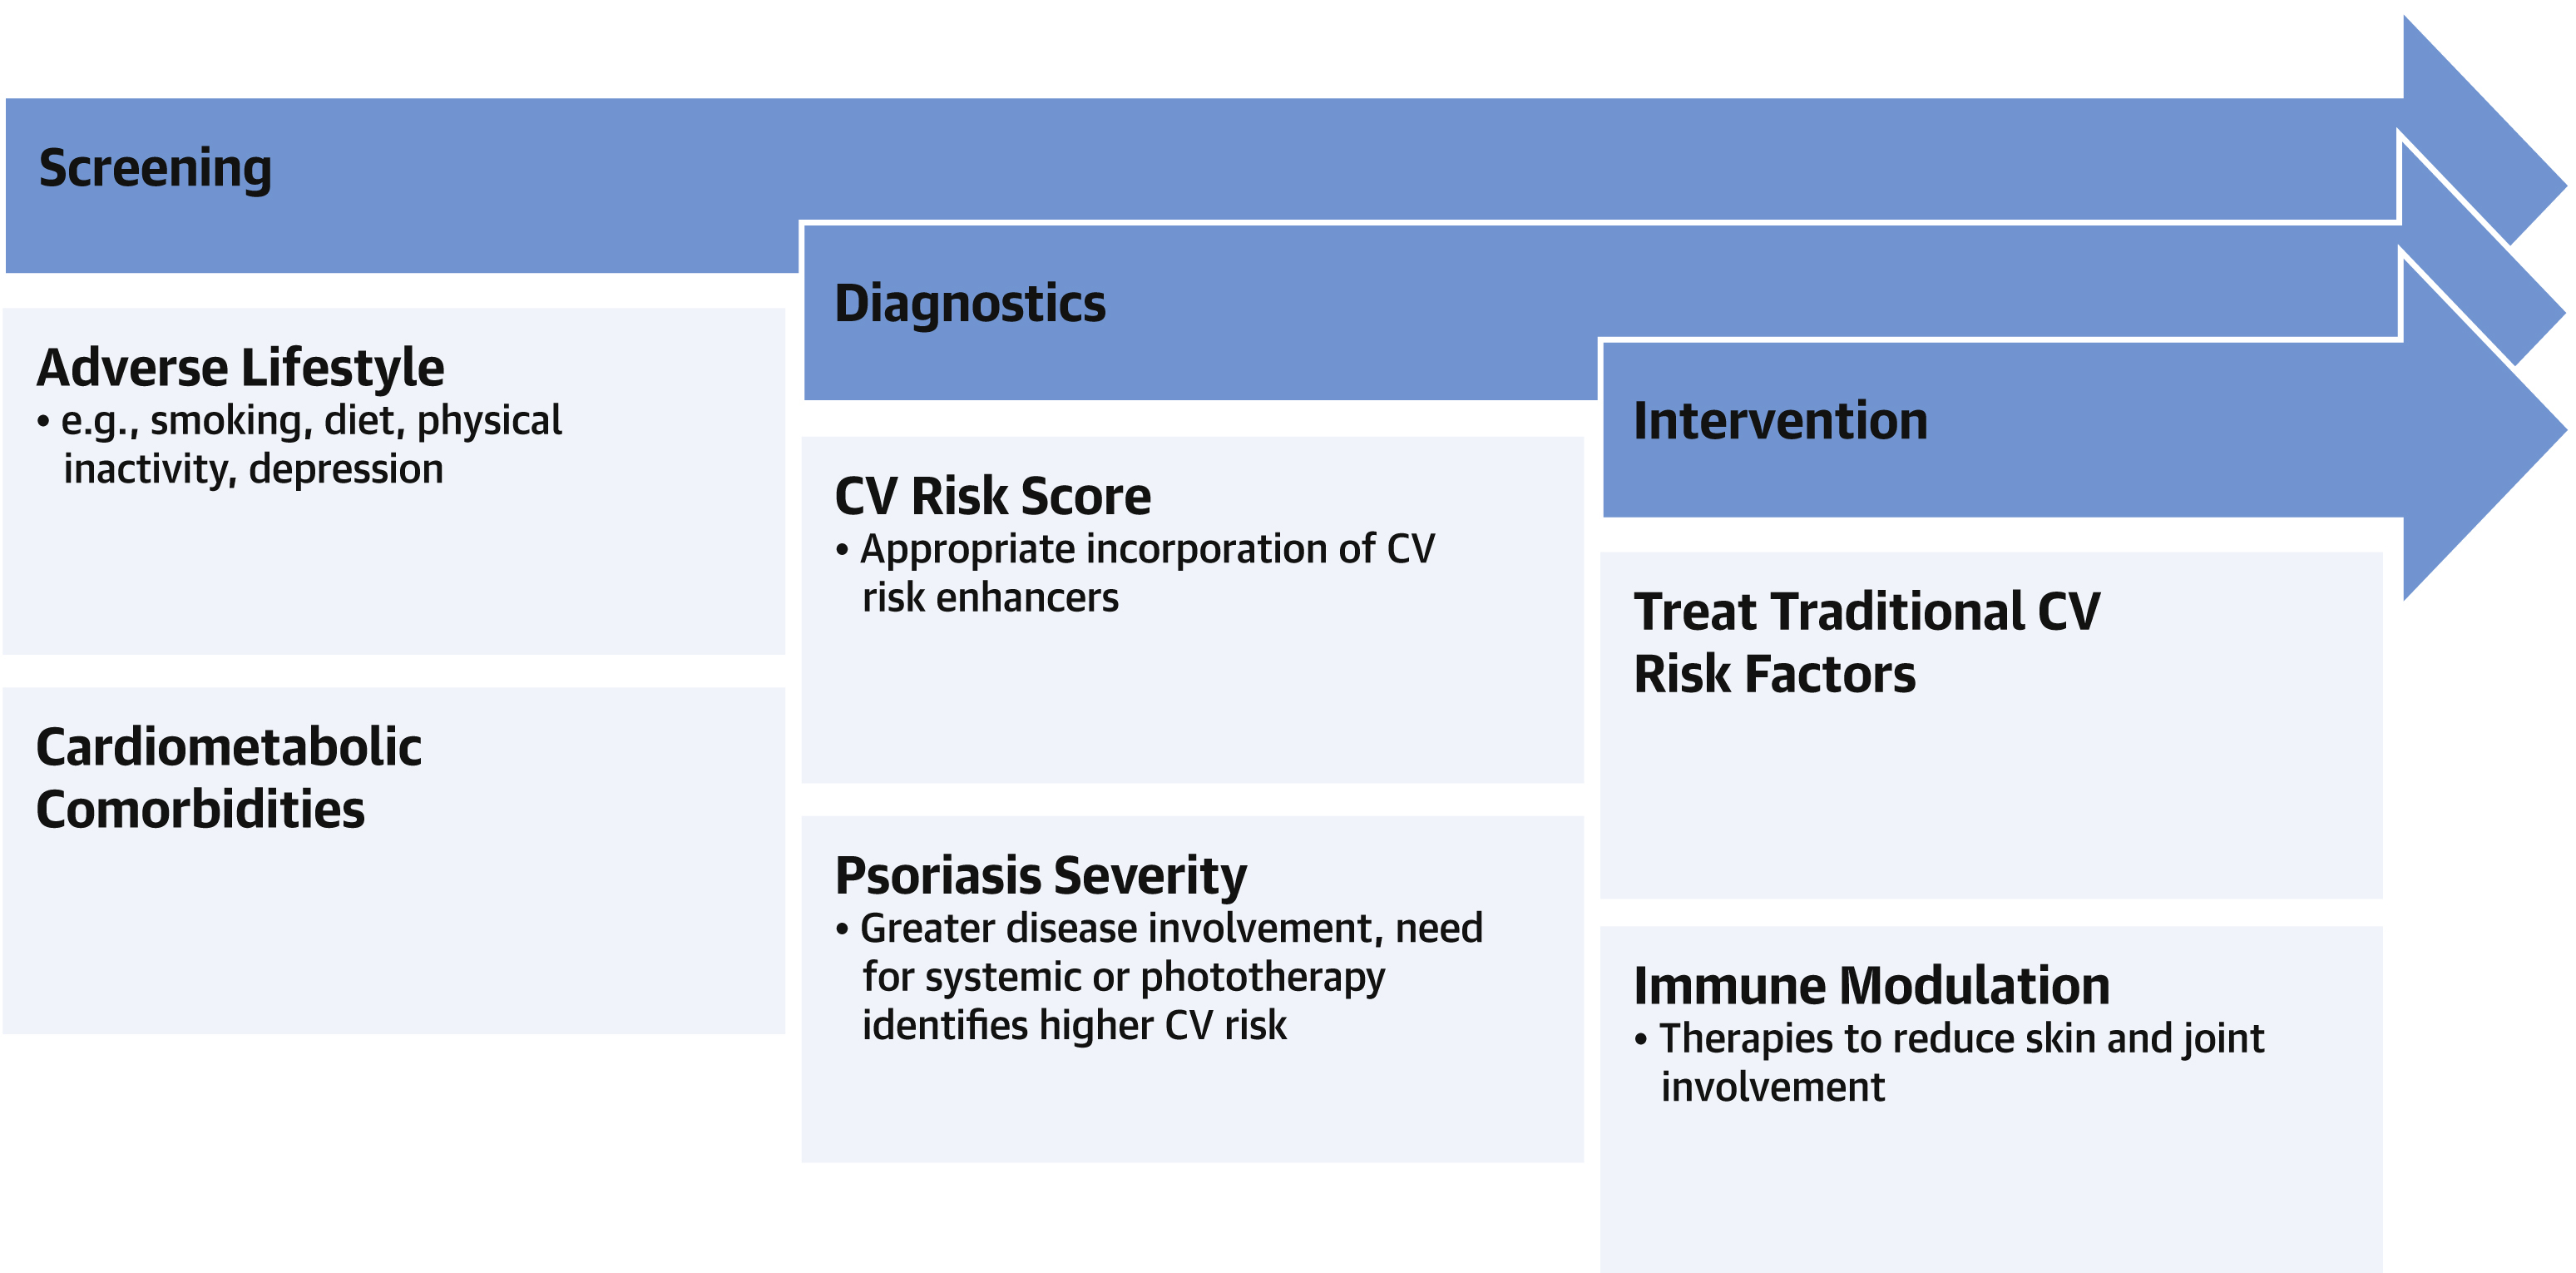 Screening
Adverse Lifestyle
• e.g., smoking, diet, physical
inactivity, depression
Cardiometabolic
Comorbidities
Diagnostics
CV Risk Score
• Appropriate incorporation of CV
risk enhancers
Psoriasis Severity
• Greater disease involvement, need
for systemic or phototherapy
identifies higher CV risk
Intervention
Treat Traditional CV
Risk Factors
Immune Modulation
• Therapies to reduce skin and joint
involvement